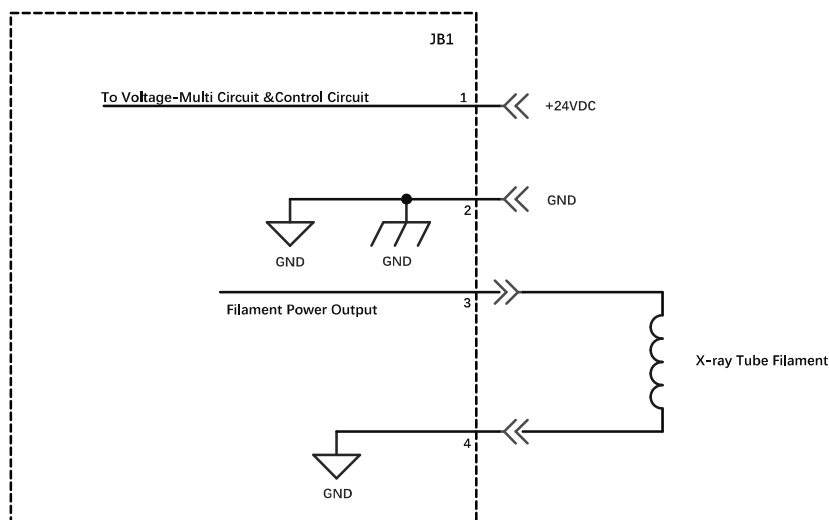 JB1
To Voltage-Multi Circuit &Control Circuit
1
+24VDC
2
GND
GND
GND
3
Filament Power Output
X-ray Tube Filament
4
GND